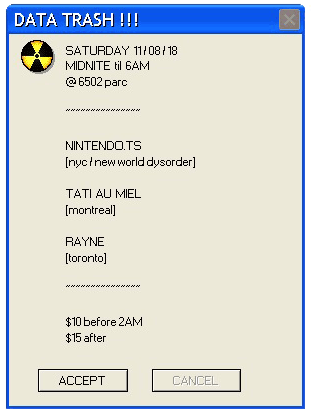 DATA TRASH !!!
SATURDAY 11/08/18
MIDNITE til 6AM
@ 6502 parc
~~~~~~~~~~~~~~~
NINTENDO.TS
[nyc / new world dysorder]
TATI AU MIEL
[montreal]
RAYNE
[toronto]
~~~~~~~~~~~~~~~
$10 before 2AM
$15 after
ACCEPT
CANCEL